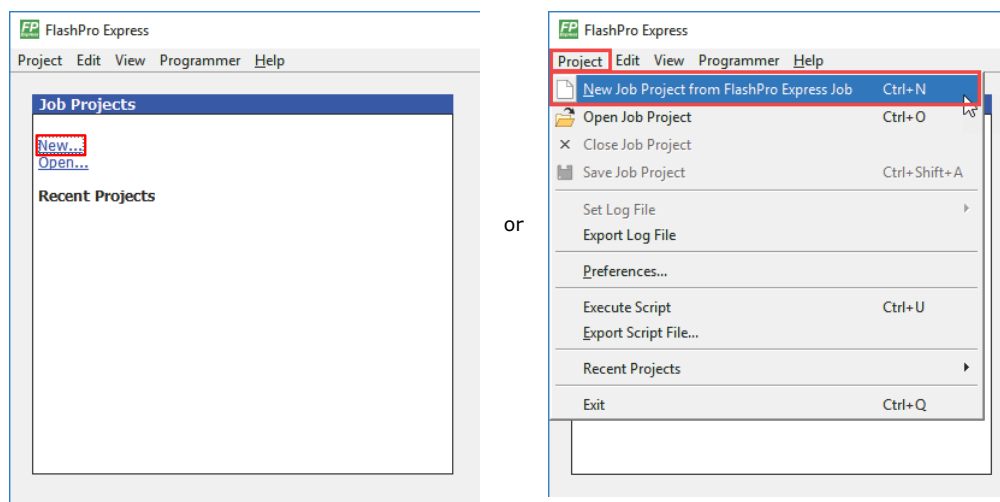 FP FlashPro Express
Project Edit View Programmer Help
Job Projects
New...
Open...
Recent Projects
or
FP FlashPro Express
Project Edit View Programmer Help
New Job Project from FlashPro Express Job Ctrl+N
Open Job Project Ctrl+O
Close Job Project
Save Job Project Ctrl+Shift+A
Set Log File
Export Log File
Preferences...
Execute Script Ctrl+U
Export Script File...
Recent Projects
Exit Ctrl+Q